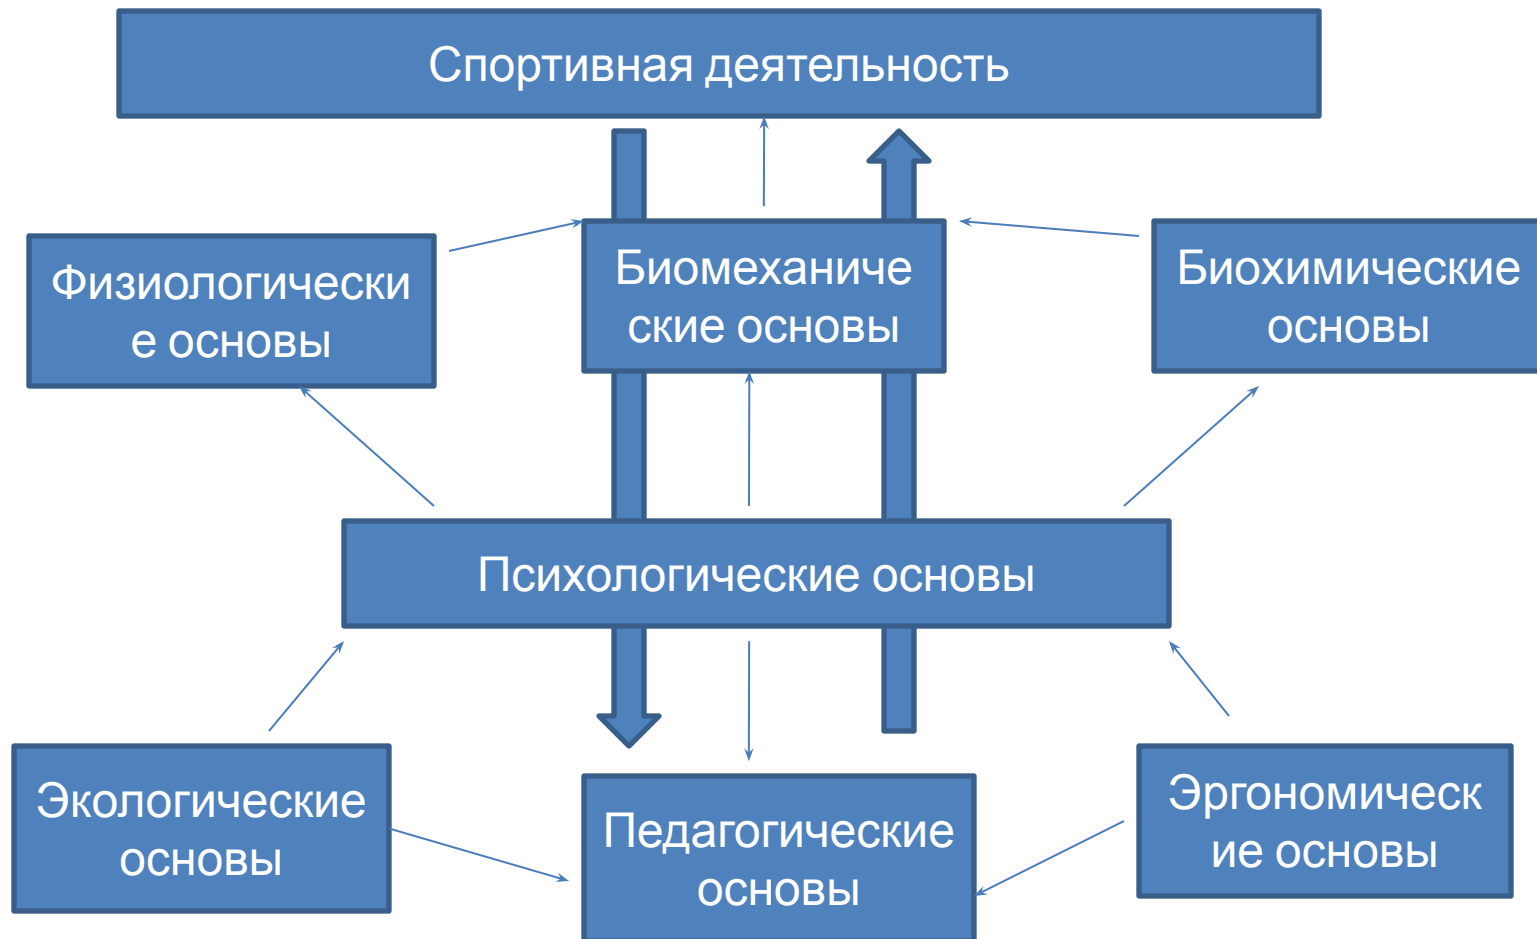 Спортивная деятельность
Физиологически
е основы
Биомеханиче
ские основы
Биохимические
основы
Психологические основы
Экологические
основы
Педагогические
основы
Эргономическ
ие основы